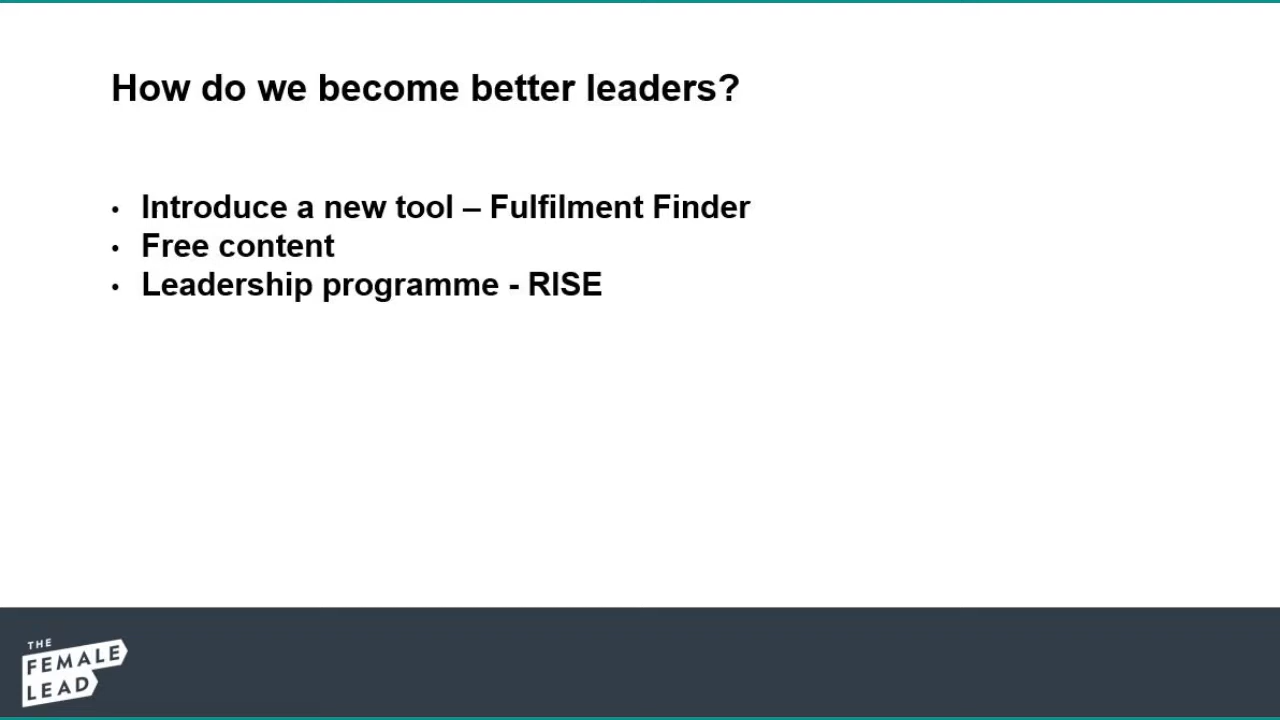 How do we become better leaders?
• Introduce a new tool – Fulfilment Finder
• Free content
• Leadership programme - RISE
THE
FEMALE
LEAD